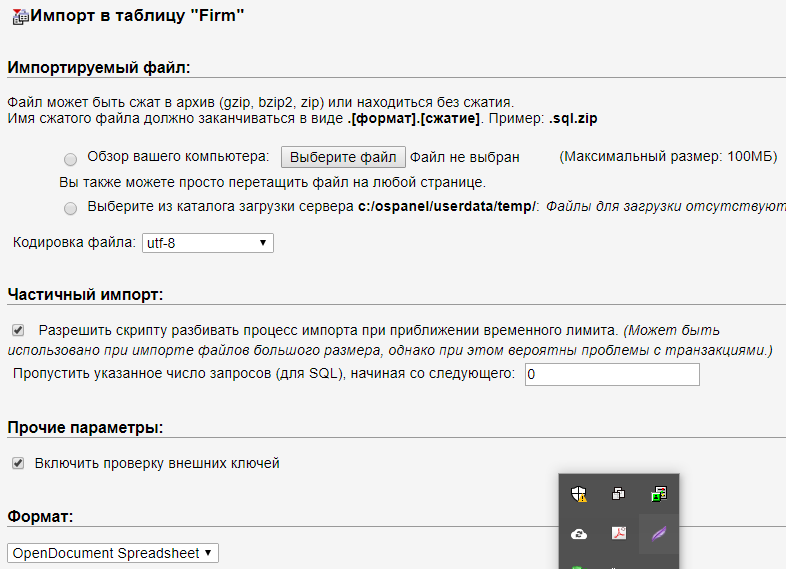 Импорт в таблицу "Firm"
Импортируемый файл:
Файл может быть сжат в архив (gzip, bzip2, zip) или находиться без сжатия.
Имя сжатого файла должно заканчиваться в виде .[формат].[сжатие]. Пример: .sql.zip
Обзор вашего компьютера: Выберите файл Файл не выбран (Максимальный размер: 100МБ)
Вы также можете просто перетащить файл на любой странице.
Выберите из каталога загрузки сервера c:/ospanel/userdata/temp/: Файлы для загрузки отсутствуют
Кодировка файла: utf-8
Частичный импорт:
Разрешить скрипту разбивать процесс импорта при приближении временного лимита. (Может быть
использовано при импорте файлов большого размера, однако при этом вероятны проблемы с транзакциями.)
Пропустить указанное число запросов (для SQL), начиная со следующего: 0
Прочие параметры:
Включить проверку внешних ключей
Формат:
OpenDocument Spreadsheet